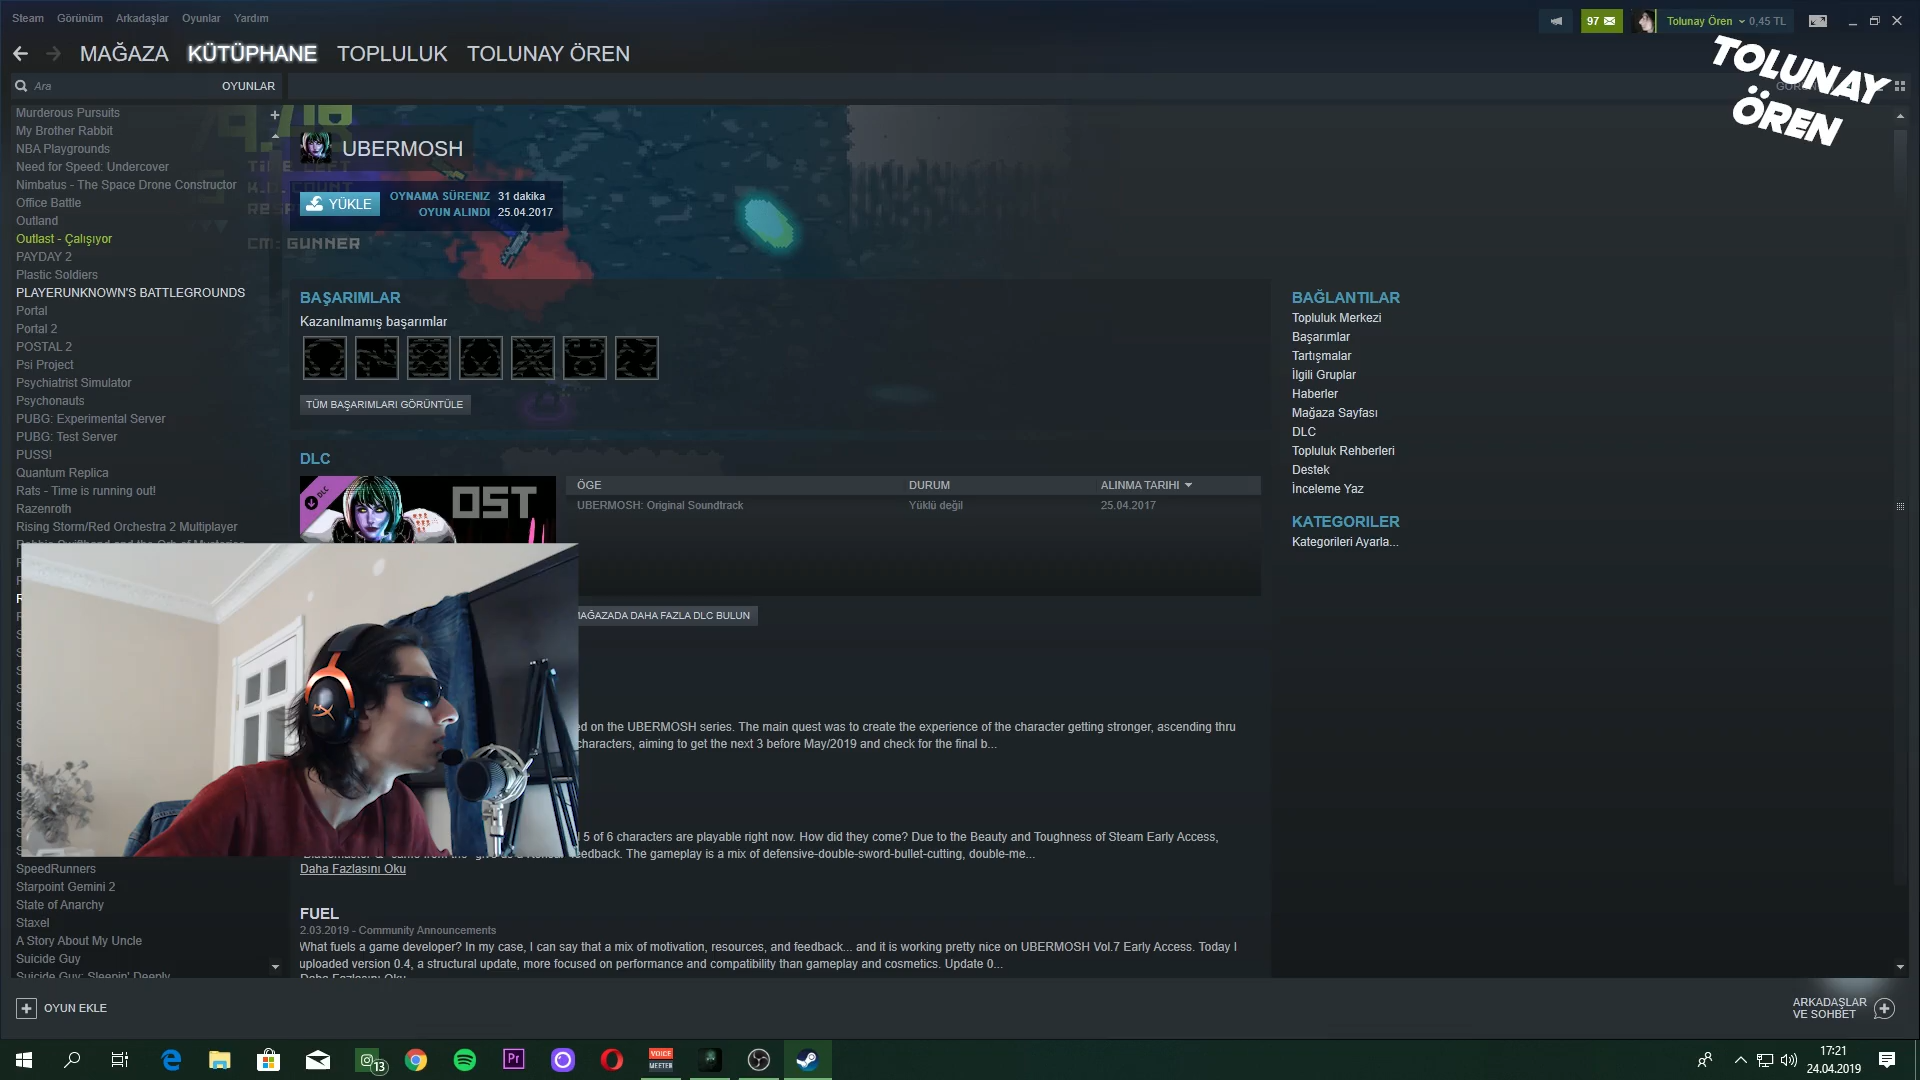 Steam Görünüm Arkadaşlar Oyunlar Yardım
97
Tolunay Ören 0,45 TL
MAĞAZA KÜTÜPHANE TOPLULUK TOLUNAY ÖREN
TOLUNAY
ÖREN
Ara OYUNLAR
Murderous Pursuits
My Brother Rabbit
NBA Playgrounds
Need for Speed: Undercover
Nimbatus - The Space Drone Constructor
Office Battle
Outland
Outlast - Çalışıyor
PAYDAY 2
Plastic Soldiers
PLAYERUNKNOWN'S BATTLEGROUNDS
Portal
Portal 2
POSTAL 2
Psi Project
Psychiatrist Simulator
Psychonauts
PUBG: Experimental Server
PUBG: Test Server
PUSS!
Quantum Replica
Rats - Time is running out!
Razenroth
Rising Storm/Red Orchestra 2 Multiplayer
SpeedRunners
Starpoint Gemini 2
State of Anarchy
Staxel
A Story About My Uncle
Suicide Guy
Suicide Guy: Sleepin' Deeply
UBERMOSH
YÜKLE
OYNAMA SÜRENIZ 31 dakika
OYUN ALINDI 25.04.2017
GUNNER
BAŞARIMLAR
Kazanılmamış başarımlar
TÜM BAŞARIMLARI GÖRÜNTÜLE
DLC
DLC
OST
ÖGE DURUM ALINMA TARIHI
UBERMOSH: Original Soundtrack Yüklü değil 25.04.2017
MAĞAZADA DAHA FAZLA DLC BULUN
ed on the UBERMOSH series. The main quest was to create the experience of the character getting stronger, ascending thru
characters, aiming to get the next 3 before May/2019 and check for the final b...
5 of 6 characters are playable right now. How did they come? Due to the Beauty and Toughness of Steam Early Access,
feedback. The gameplay is a mix of defensive-double-sword-bullet-cutting, double-me...
Daha Fazlasını Oku
FUEL
2.03.2019 - Community Announcements
What fuels a game developer? In my case, I can say that a mix of motivation, resources, and feedback... and it is working pretty nice on UBERMOSH Vol.7 Early Access. Today I
uploaded version 0.4, a structural update, more focused on performance and compatibility than gameplay and cosmetics. Update 0...
Daha Fazlasını Oku
BAĞLANTILAR
Topluluk Merkezi
Başarımlar
Tartışmalar
İlgili Gruplar
Haberler
Mağaza Sayfası
DLC
Topluluk Rehberleri
Destek
İnceleme Yaz
KATEGORILER
Kategorileri Ayarla...
OYUN EKLE
ARKADAŞLAR
VE SOHBET
13
Pr
VOICE
MEETER
17:21
24.04.2019